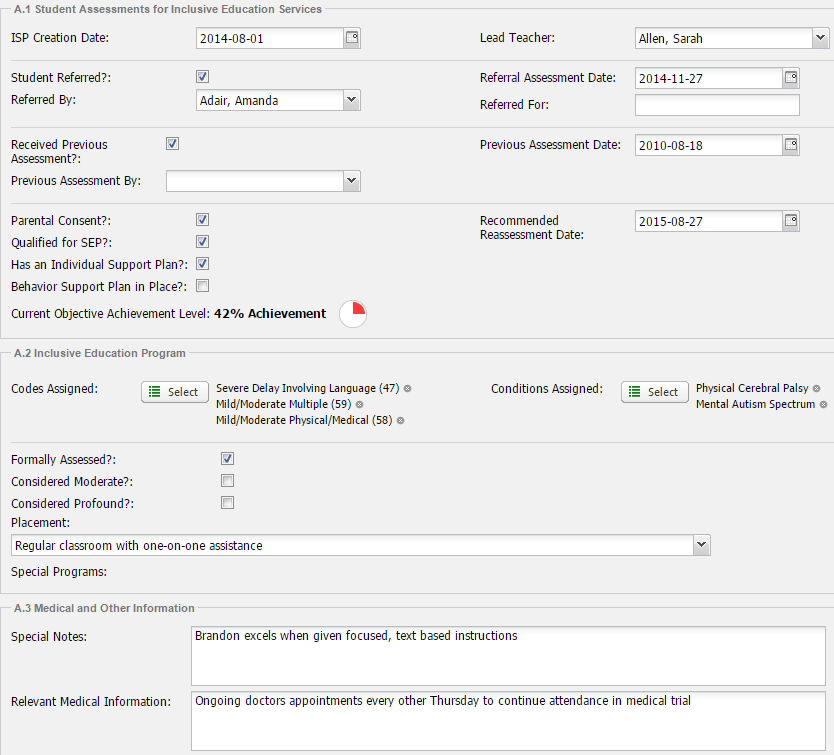 A.1 Student Assessments for Inclusive Education Services
ISP Creation Date: 2014-08-01 Lead Teacher: Allen, Sarah
Student Referred?: Referral Assessment Date: 2014-11-27
Referred By: Adair, Amanda Referred For:
Received Previous Previous Assessment Date: 2010-08-18
Assessment?:
Previous Assessment By:
Parental Consent?: Recommended 2015-08-27
Reassessment Date:
Qualified for SEP?:
Has an Individual Support Plan?:
Behavior Support Plan in Place?:
Current Objective Achievement Level: 42% Achievement
A.2 Inclusive Education Program
Codes Assigned: Select Severe Delay Involving Language (47) Conditions Assigned: Select Physical Cerebral Palsy
Mild/Moderate Multiple (59) Mental Autism Spectrum
Mild/Moderate Physical/Medical (58)
Formally Assessed?:
Considered Moderate?:
Considered Profound?:
Placement:
Regular classroom with one-on-one assistance
Special Programs:
A.3 Medical and Other Information
Special Notes: Brandon excels when given focused, text based instructions
Relevant Medical Information: Ongoing doctors appointments every other Thursday to continue attendance in medical trial